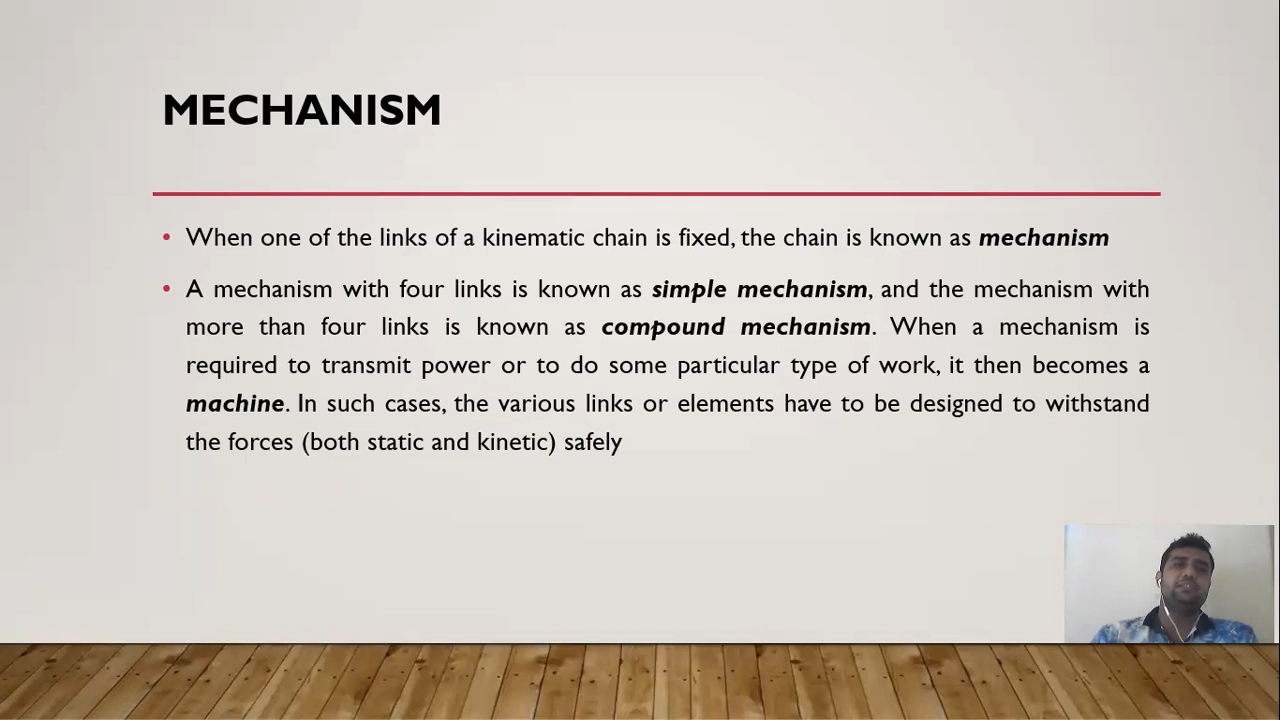 MECHANISM
• When one of the links of a kinematic chain is fixed, the chain is known as mechanism
• A mechanism with four links is known as simple mechanism, and the mechanism with
more than four links is known as compound mechanism. When a mechanism is
required to transmit power or to do some particular type of work, it then becomes a
machine. In such cases, the various links or elements have to be designed to withstand
the forces (both static and kinetic) safely